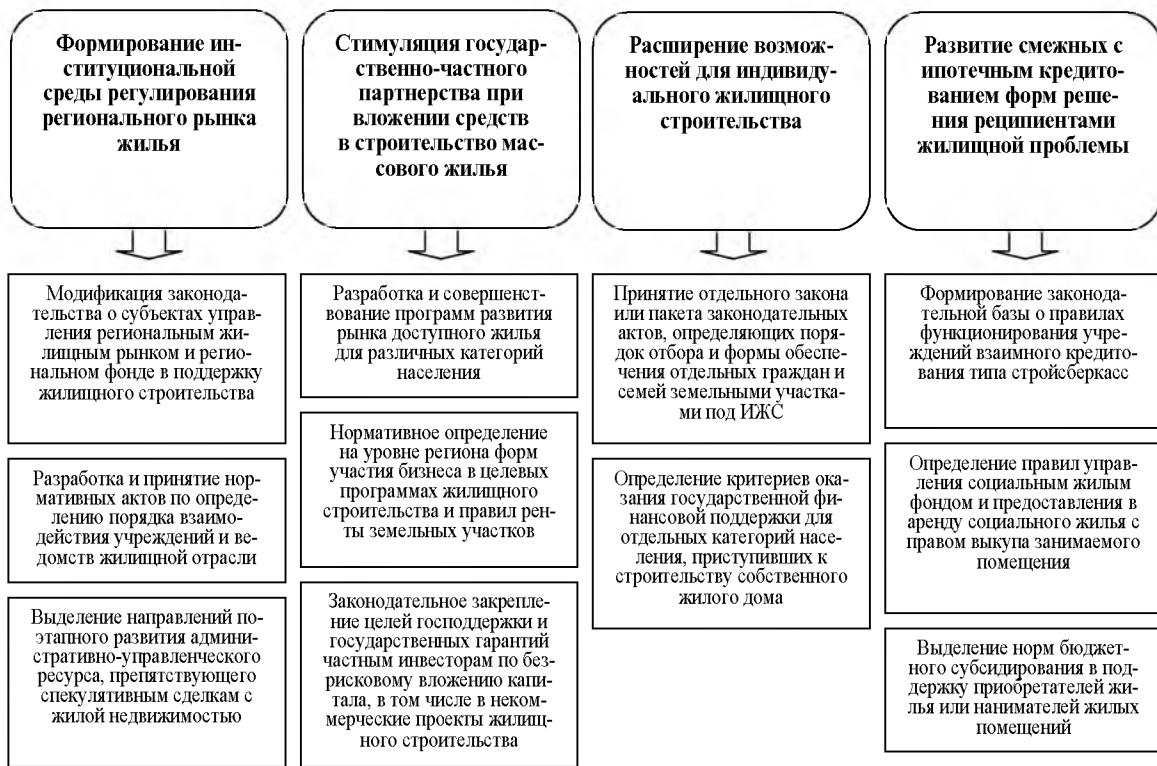 Формирование ин-
ституциональной
среды регулирования
регионального рынка
жилья
Стимуляция государ-
ственно-частного
партнерства при
вложении средств
в строительство мас-
сового жилья
Расширение возмож-
ностей для индивиду-
ального жилищного
строительства
Развитие смежных с
ипотечным кредито-
ванием форм реше-
ния реципиентами
жилищной проблемы
Модификация законода-
тельства о субъектах управ-
ления региональным жи-
лищным рынком и регио-
нальном фонде в поддержку
жилищного строительства
Разработка и принятие нор-
мативных актов по опреде-
лению порядка взаимо-
действия учреждений и ве-
домств жилищной отрасли
Выделение направлений по-
этапного развития админи-
стративно-управленческого
ресурса, препятствующего
спекулятивным сделкам с
жилой недвижимостью
Разработка и совершенст-
вование программ развития
рынка доступного жилья
для различных категорий
населения
Нормативное определение
на уровне региона форм
участия бизнеса в целевых
программах жилищного
строительства и правил рен-
ты земельных участков
Законодательное закрепле-
ние целей господдержки и
государственных гарантий
частным инвесторам по без-
рисковому вложению капи-
тала, в том числе в неком-
мерческие проекты жилищ-
ного строительства
Принятие отдельного закона
или пакета законодательных
актов, определяющих поря-
док отбора и формы обеспе-
чения отдельных граждан и
семей земельными участка-
ми под ИЖС
Определение критериев ока-
зания государственной фи-
нансовой поддержки для
отдельных категорий насе-
ления, приступивших к
строительству собственного
жилого дома
Формирование законода-
тельной базы о правилах
функционирования учре-
ждений взаимного кредито-
вания типа стройсберкасс
Определение правил управ-
ления социальным жилым
фондом и предоставления в
аренду социального жилья с
правом выкупа занимаемого
помещения
Выделение норм бюджет-
ного субсидирования в под-
держку приобретателей жи-
лья или нанимателей жилых
помещений